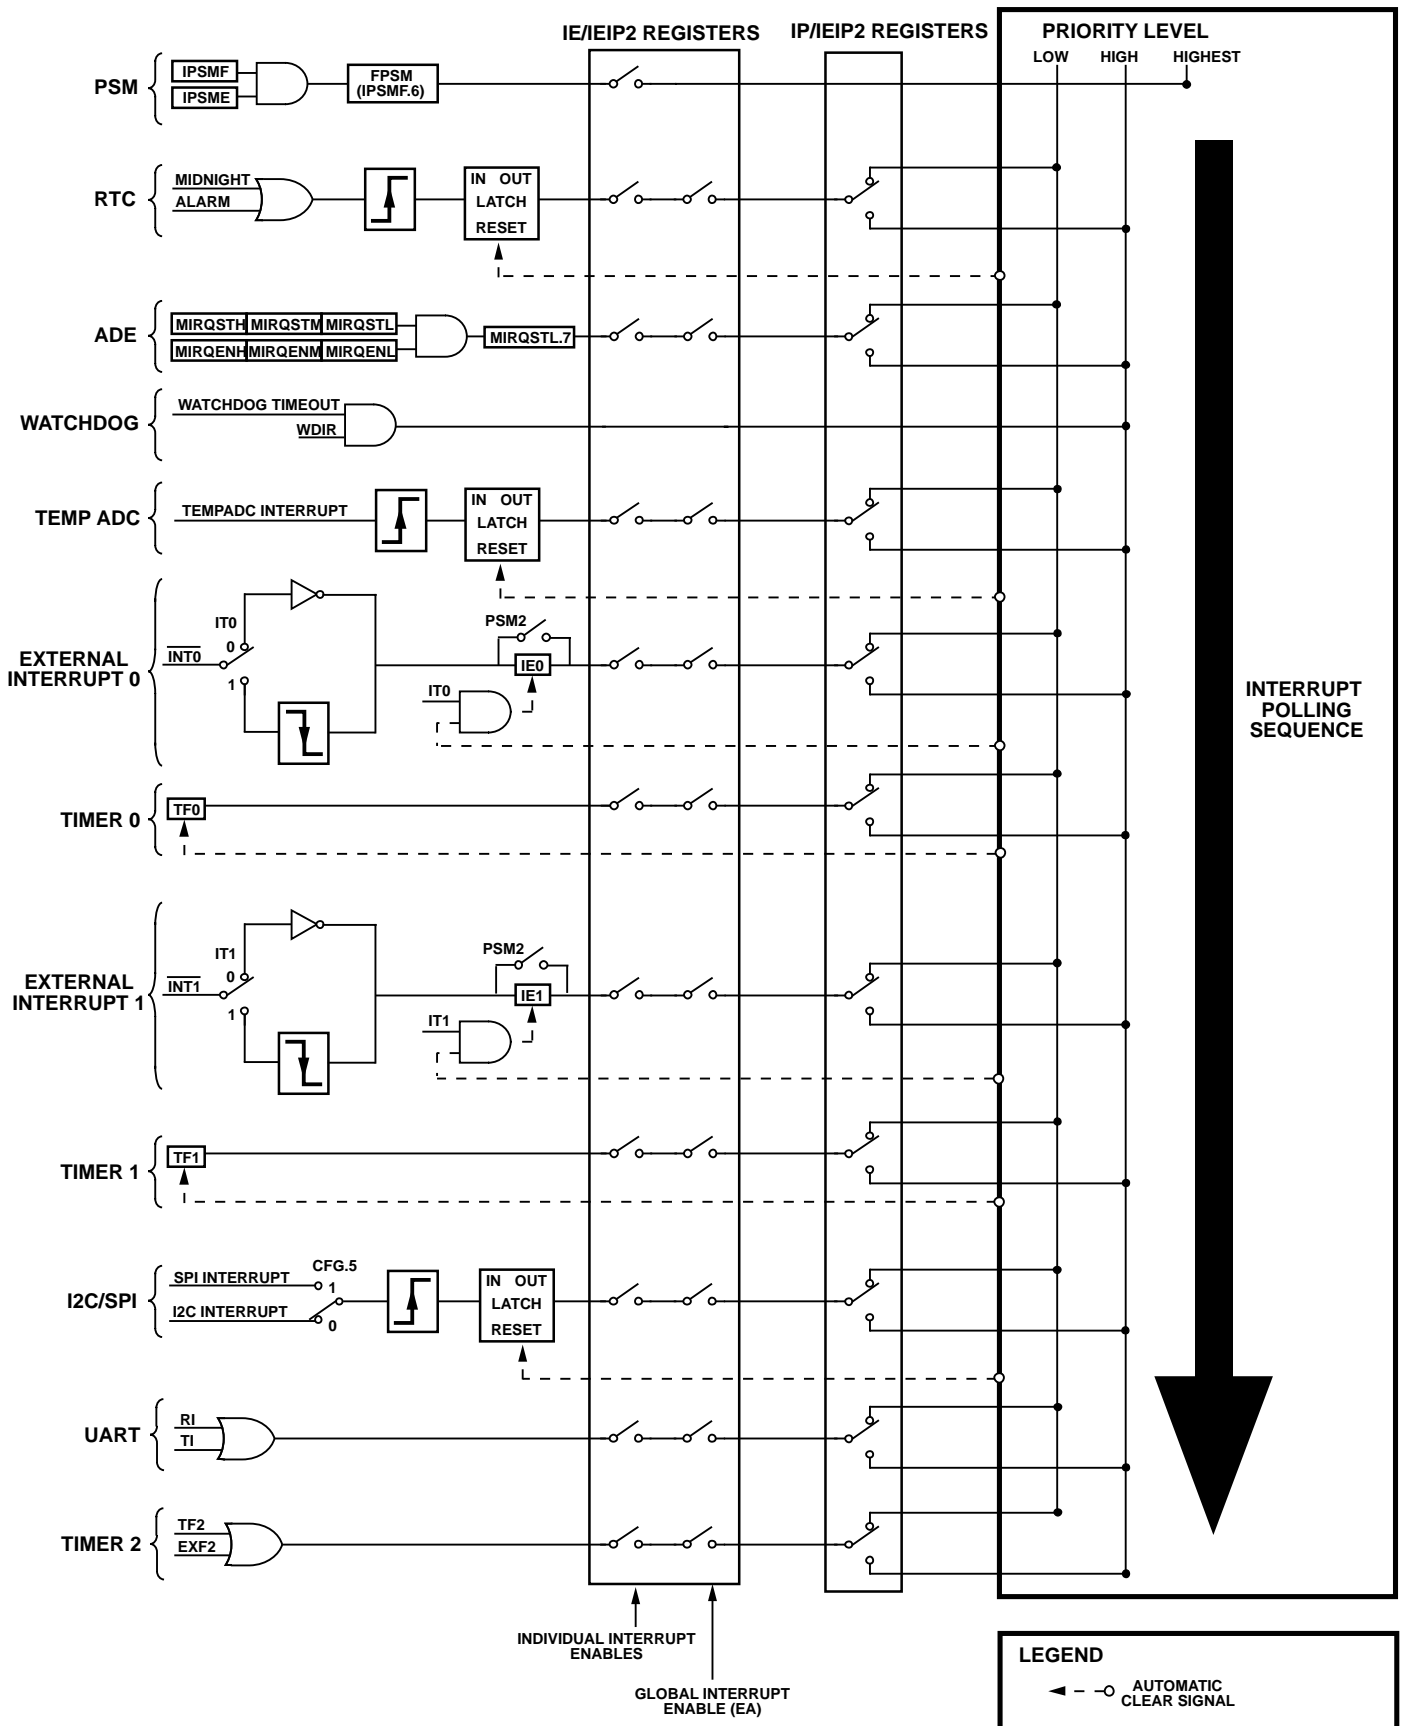 IE/IEIP2 REGISTERS
IP/IEIP2 REGISTERS
PRIORITY LEVEL
LOW
HIGH
HIGHEST
PSM
IPSMF
IPSME
FPSM
(IPSMF.6)
RTC
MIDNIGHT
ALARM
IN OUT
LATCH
RESET
ADE
MIRQSTH
MIRQSTM
MIRQSTL
MIRQENH
MIRQENM
MIRQENL
MIRQSTL.7
WATCHDOG
WATCHDOG TIMEOUT
WDIR
TEMP ADC
TEMPADC INTERRUPT
IN OUT
LATCH
RESET
EXTERNAL
INTERRUPT 0
INT0
IT0
0
1
PSM2
IE0
IT0
INTERRUPT
POLLING
SEQUENCE
TIMER 0
TF0
EXTERNAL
INTERRUPT 1
INT1
IT1
0
1
PSM2
IE1
IT1
TIMER 1
TF1
I2C/SPI
SPI INTERRUPT
I2C INTERRUPT
CFG.5
1
0
IN OUT
LATCH
RESET
UART
RI
TI
TIMER 2
TF2
EXF2
INDIVIDUAL INTERRUPT
ENABLES
GLOBAL INTERRUPT
ENABLE (EA)
LEGEND
AUTOMATIC
CLEAR SIGNAL